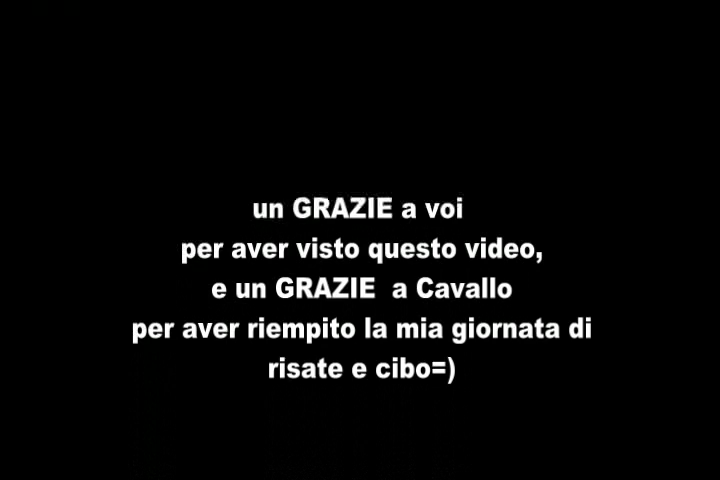 un GRAZIE a voi
per aver visto questo video,
e un GRAZIE  a Cavallo
per aver riempito la mia giornata di
risate e cibo=)